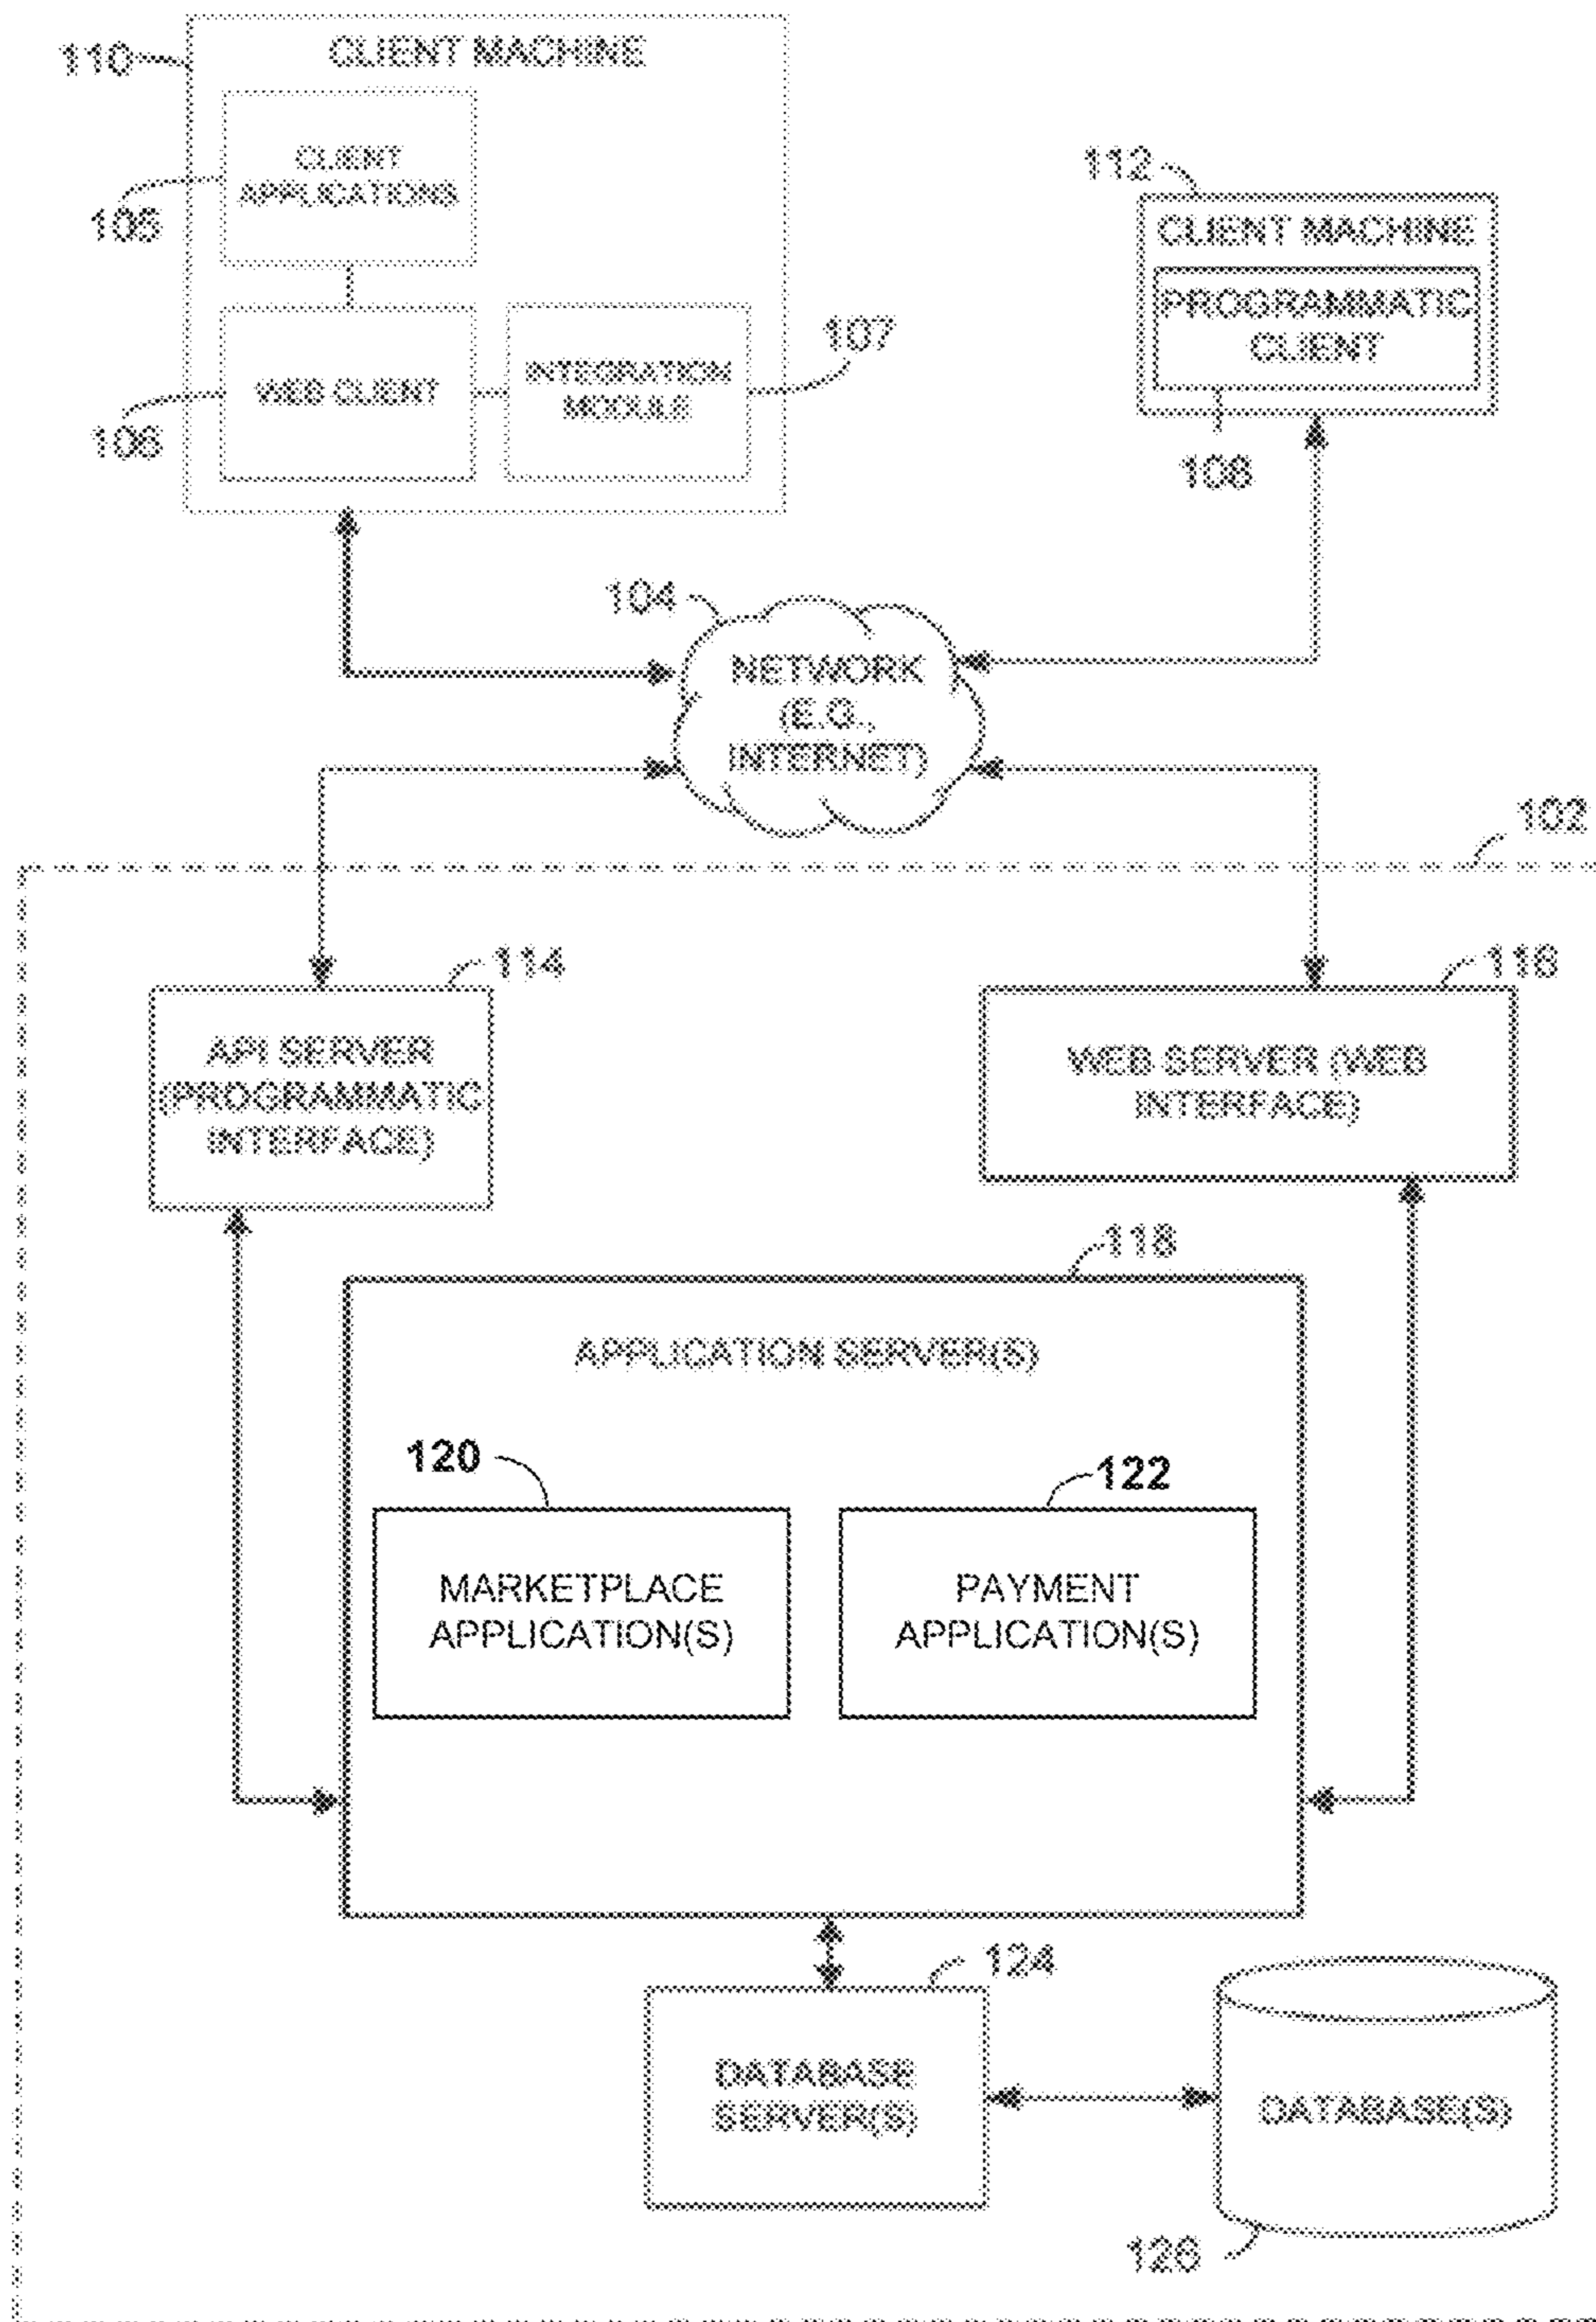 110
CLIENT MACHINE
CLIENT
APPLICATIONS
105
112
CLIENT MACHINE
PROGRAMMATIC
CLIENT
108
WEB CLIENT
106
INTEGRATION
MODULE
107
104
NETWORK
(E.G.,
INTERNET)
102
114
API SERVER
(PROGRAMMATIC
INTERFACE)
116
WEB SERVER (WEB
INTERFACE)
118
APPLICATION SERVER(S)
120
122
MARKETPLACE
APPLICATION(S)
PAYMENT
APPLICATION(S)
124
DATABASE
SERVER(S)
DATABASE(S)
126